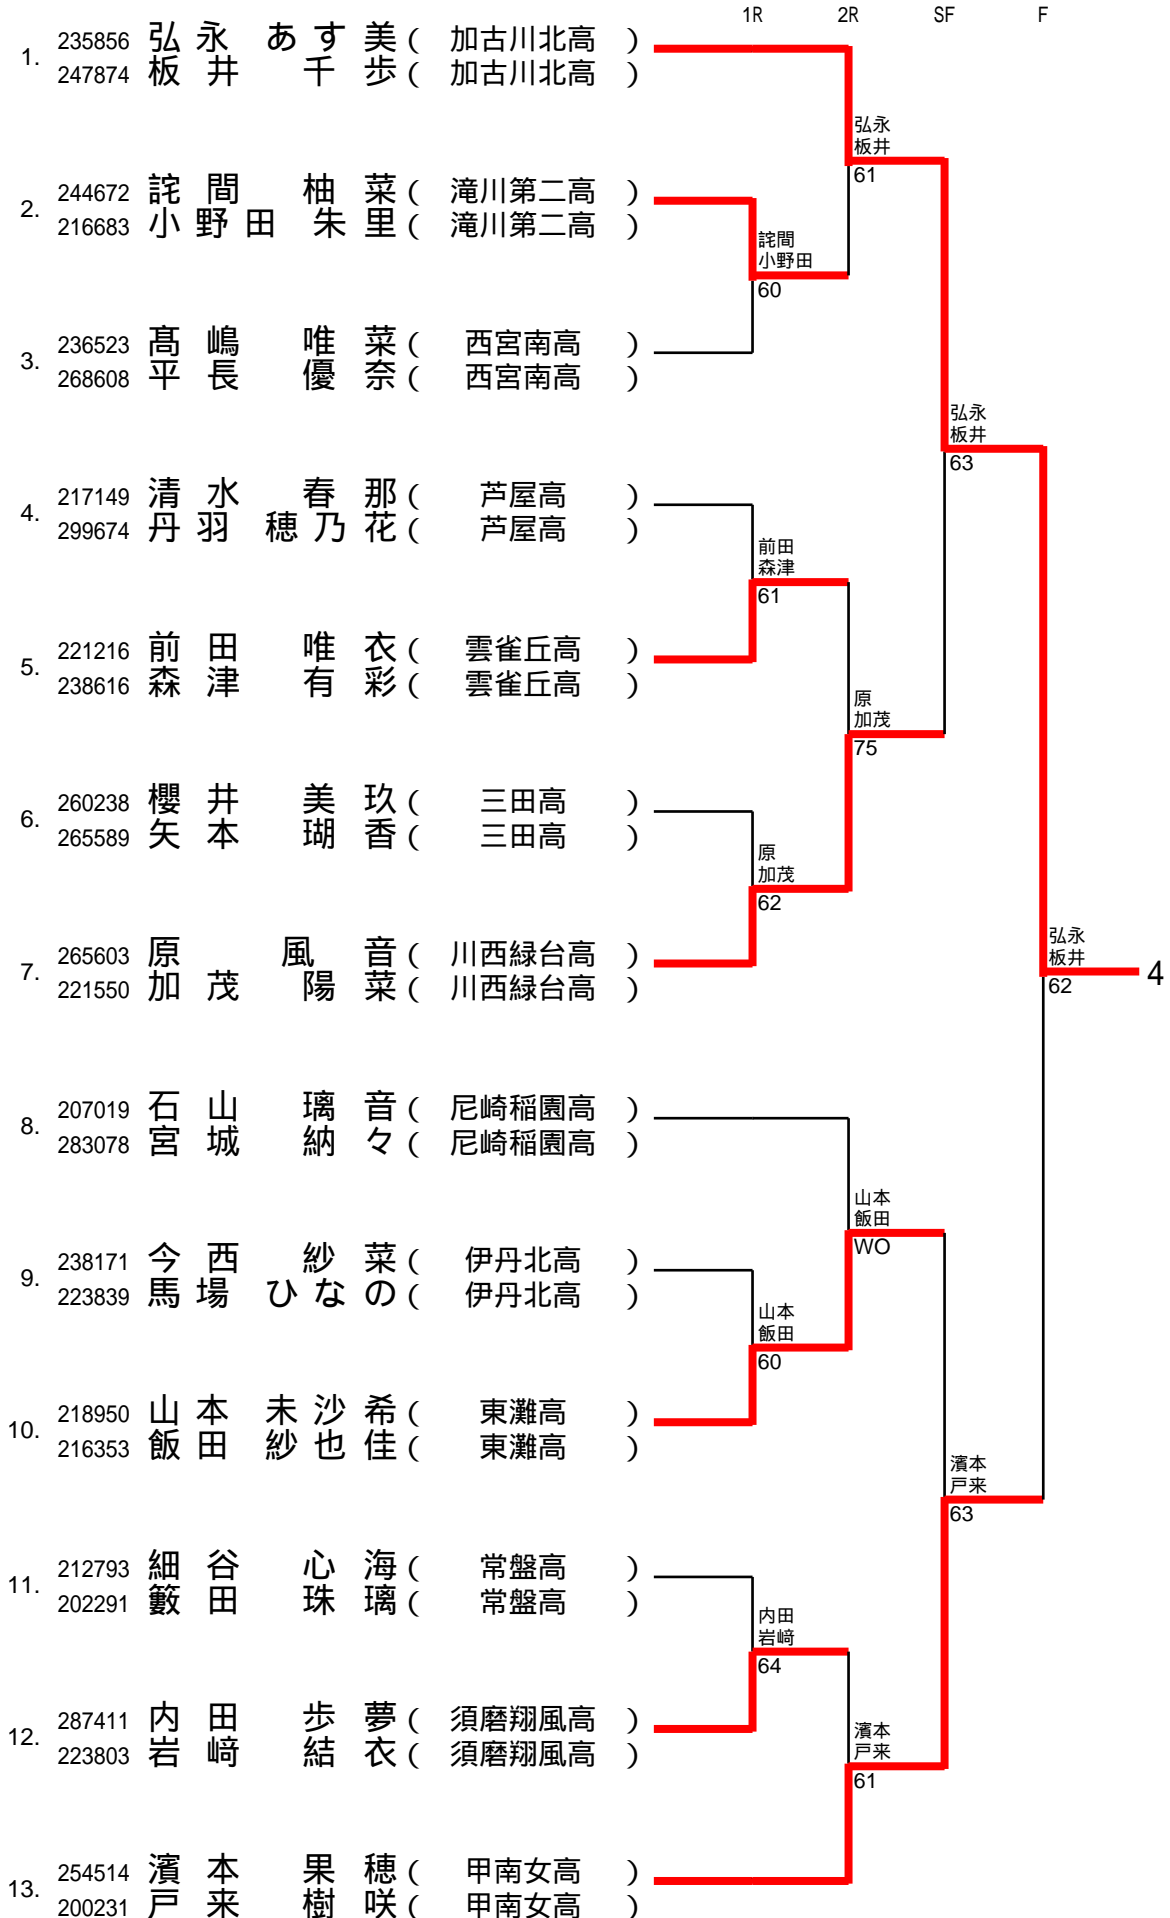 1R 2R SF F
1. 235856 弘永 あす美 ( 加古川北高 )
247874 板井 千歩 ( 加古川北高 )
弘永
板井
61
2. 244672 詫間 柚菜 ( 滝川第二高 )
216683 小野田 朱里 ( 滝川第二高 )
詫間
小野田
60
3. 236523 髙嶋 唯菜 ( 西宮南高 )
268608 平長 優奈 ( 西宮南高 )
弘永
板井
63
4. 217149 清水 春那 ( 芦屋高 )
299674 丹羽 穂乃花 ( 芦屋高 )
前田
森津
61
5. 221216 前田 唯衣 ( 雲雀丘高 )
238616 森津 有彩 ( 雲雀丘高 )
原
加茂
75
6. 260238 櫻井 美玖 ( 三田高 )
265589 矢本 瑚香 ( 三田高 )
原
加茂
62
7. 265603 原 風音 ( 川西緑台高 )
221550 加茂 陽菜 ( 川西緑台高 )
弘永
板井
62
4
8. 207019 石山 璃音 ( 尼崎稲園高 )
283078 宮城 納々 ( 尼崎稲園高 )
山本
飯田
WO
9. 238171 今西 紗菜 ( 伊丹北高 )
223839 馬場 ひなの ( 伊丹北高 )
山本
飯田
60
10. 218950 山本 未沙希 ( 東灘高 )
216353 飯田 紗也佳 ( 東灘高 )
濱本
戸来
63
11. 212793 細谷 心海 ( 常盤高 )
202291 籔田 珠璃 ( 常盤高 )
内田
岩﨑
64
12. 287411 内田 歩夢 ( 須磨翔風高 )
223803 岩﨑 結衣 ( 須磨翔風高 )
濱本
戸来
61
13. 254514 濱本 果穂 ( 甲南女高 )
200231 戸来 樹咲 ( 甲南女高 )